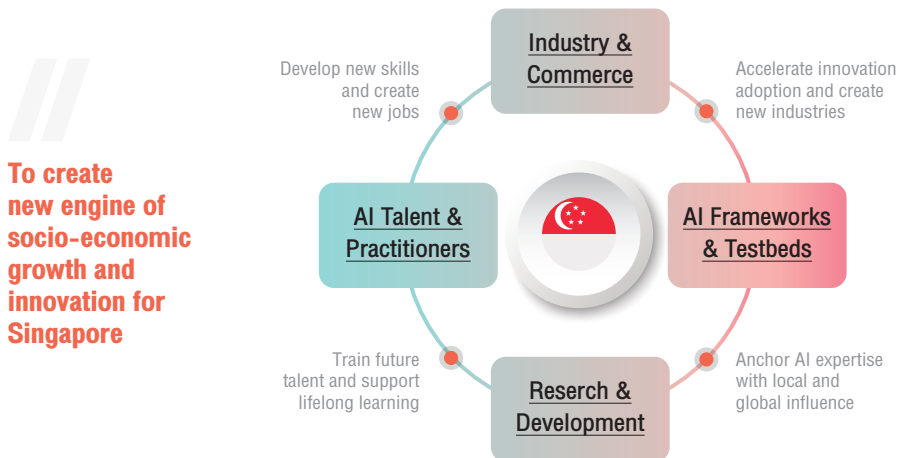 To create
new engine of
socio-economic
growth and
innovation for
Singapore
Industry &
Commerce
Develop new skills
and create
new jobs
Accelerate innovation
adoption and create
new industries
AI Talent &
Practitioners
AI Frameworks
& Testbeds
Train future
talent and support
lifelong learning
Anchor AI expertise
with local and
global influence
Reserch &
Development